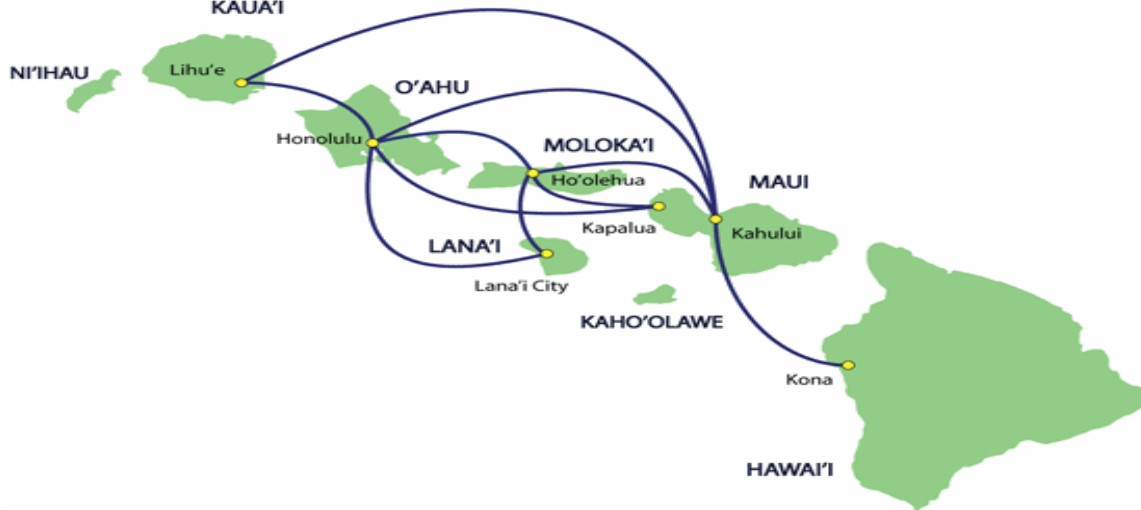 KAUA'I
NI'IHAU
Lihu'e
O'AHU
Honolulu
MOLOKA'I
Ho'olehua
MAUI
Kapalua
Kahului
LANA'I
Lana'i City
KAHO'OLAWE
Kona
HAWAI'I